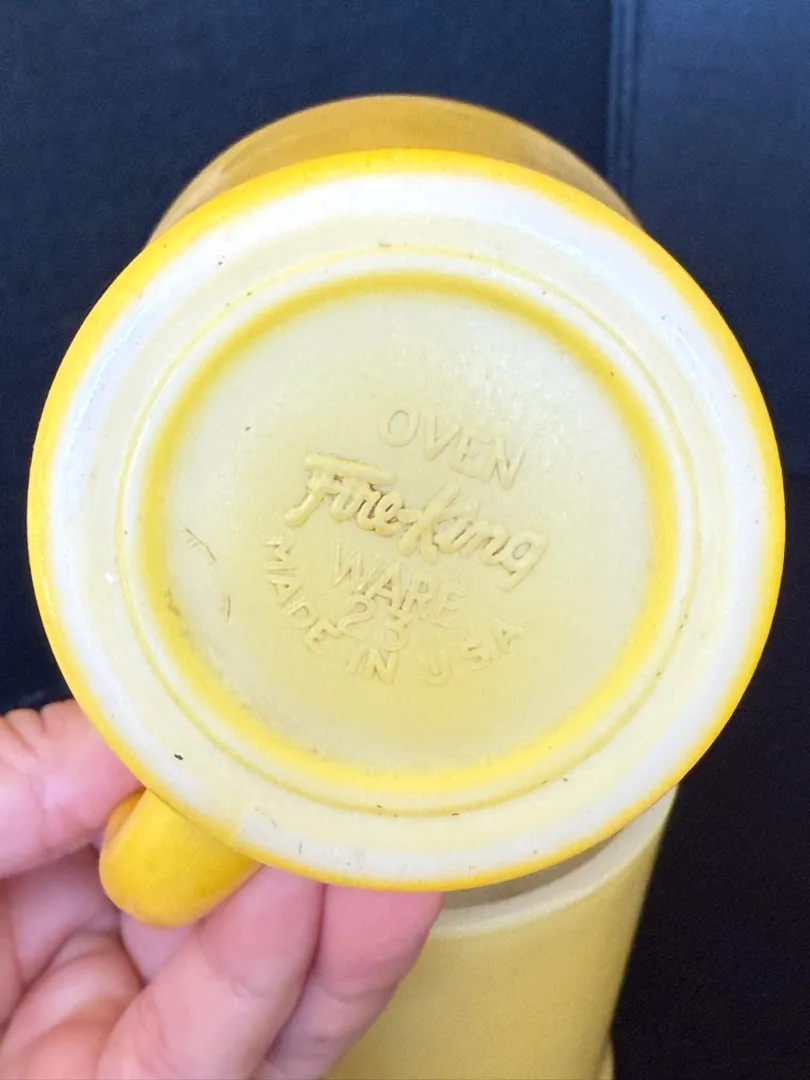 OVEN
Fire-King
WARE
23
MADE IN U.S.A.